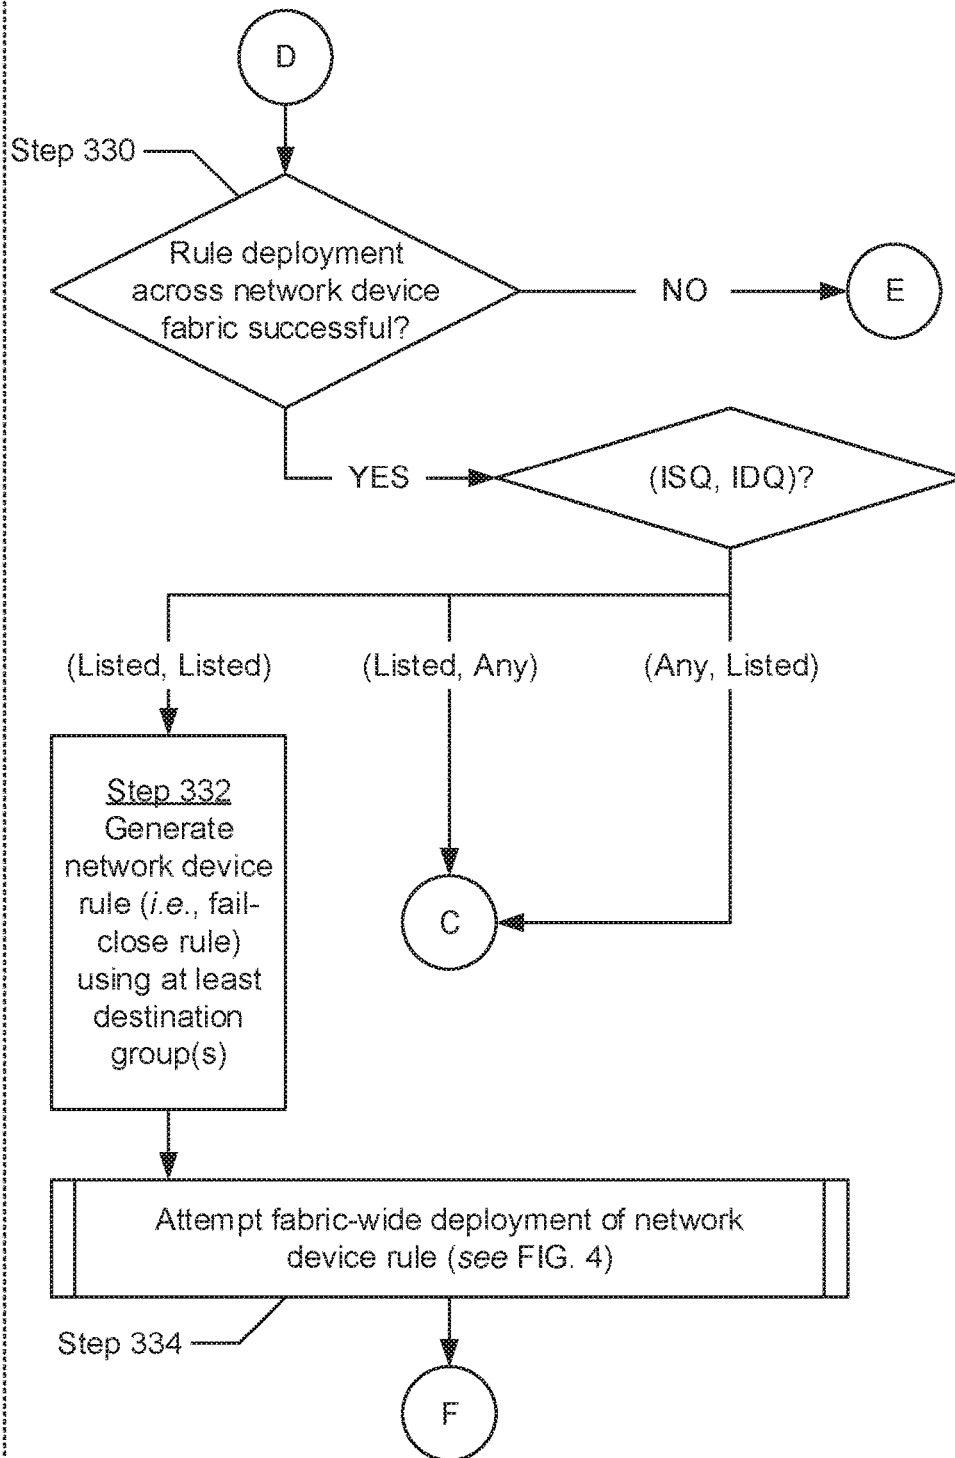 D
Step 330
Rule deployment
across network device
fabric successful?
NO
E
YES
(ISQ, IDQ)?
(Listed, Listed)
(Listed, Any)
(Any, Listed)
Step 332
Generate
network device
rule (i.e., fail-
close rule)
using at least
destination
group(s)
C
Attempt fabric-wide deployment of network
device rule (see FIG. 4)
Step 334
F